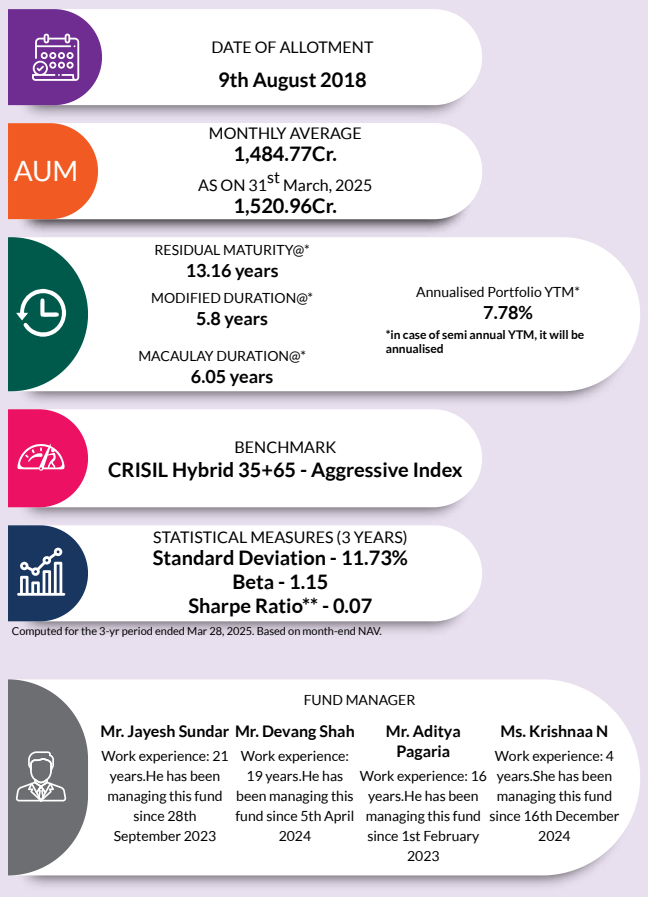 DATE OF ALLOTMENT
9th August 2018
AUM
MONTHLY AVERAGE
1,484.77Cr.
AS ON 31st March, 2025
1,520.96Cr.
RESIDUAL MATURITY@*
13.16 years
MODIFIED DURATION@*
5.8 years
MACAULAY DURATION@*
6.05 years
Annualised Portfolio YTM*
7.78%
*in case of semi annual YTM, it will be
annualised
BENCHMARK
CRISIL Hybrid 35+65 - Aggressive Index
STATISTICAL MEASURES (3 YEARS)
Standard Deviation - 11.73%
Beta - 1.15
Sharpe Ratio** - 0.07
Computed for the 3-yr period ended Mar 28, 2025. Based on month-end NAV.
FUND MANAGER
Mr. Jayesh Sundar
Work experience: 21
years.He has been
managing this fund
since 28th
September 2023
Mr. Devang Shah
Work experience:
19 years.He has
been managing this
fund since 5th April
2024
Mr. Aditya
Pagaria
Work experience: 16
years.He has been
managing this fund
since 1st February
2023
Ms. Krishnaa N
Work experience: 4
years.She has been
managing this fund
since 16th December
2024